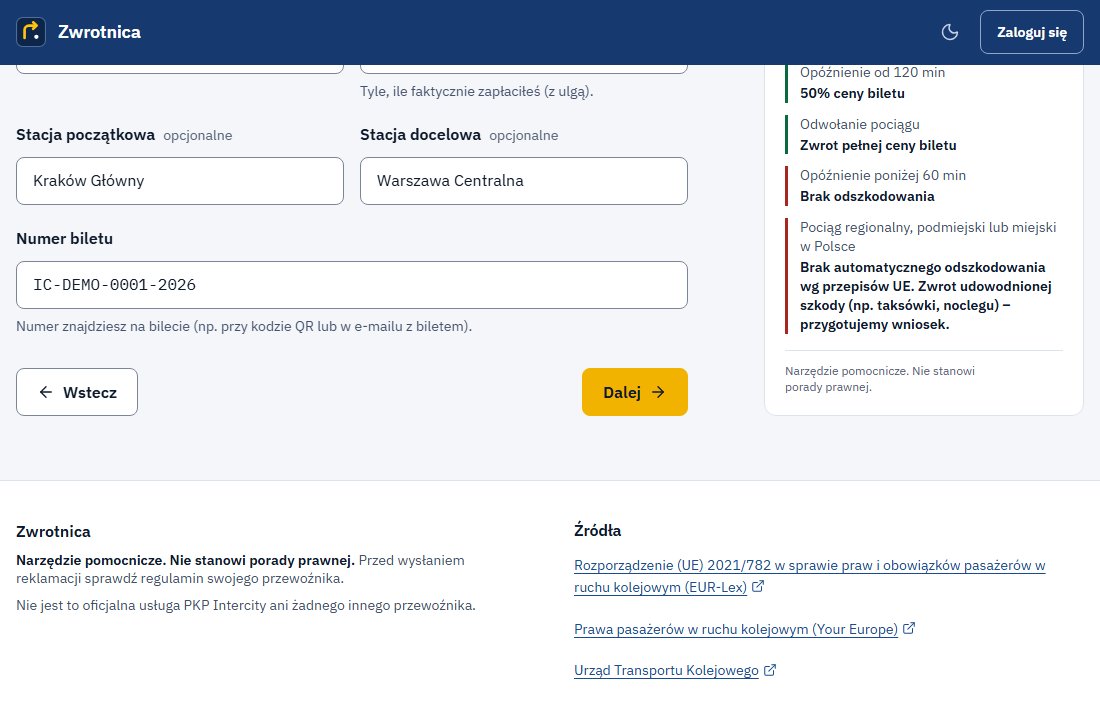 Zwrotnica
Zaloguj się
Tyle, ile faktycznie zapłaciłeś (z ulgą).
Stacja początkowa opcjonalne
Stacja docelowa opcjonalne
Kraków Główny
Warszawa Centralna
Numer biletu
IC-DEMO-0001-2026
Numer znajdziesz na bilecie (np. przy kodzie QR lub w e-mailu z biletem).
Wstecz
Dalej
Opóźnienie od 120 min
50% ceny biletu
Odwołanie pociągu
Zwrot pełnej ceny biletu
Opóźnienie poniżej 60 min
Brak odszkodowania
Pociąg regionalny, podmiejski lub miejski
w Polsce
Brak automatycznego odszkodowania
wg przepisów UE. Zwrot udowodnionej
szkody (np. taksówki, noclegu) –
przygotujemy wniosek.
Narzędzie pomocnicze. Nie stanowi
porady prawnej.
Zwrotnica
Narzędzie pomocnicze. Nie stanowi porady prawnej. Przed wysłaniem
reklamacji sprawdź regulamin swojego przewoźnika.
Nie jest to oficjalna usługa PKP Intercity ani żadnego innego przewoźnika.
Źródła
Rozporządzenie (UE) 2021/782 w sprawie praw i obowiązków pasażerów w
ruchu kolejowym (EUR-Lex)
Prawa pasażerów w ruchu kolejowym (Your Europe)
Urząd Transportu Kolejowego